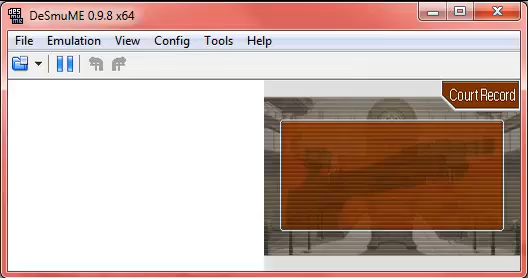 DeSmuME 0.9.8 x64
File Emulation View Config Tools Help
Court Record